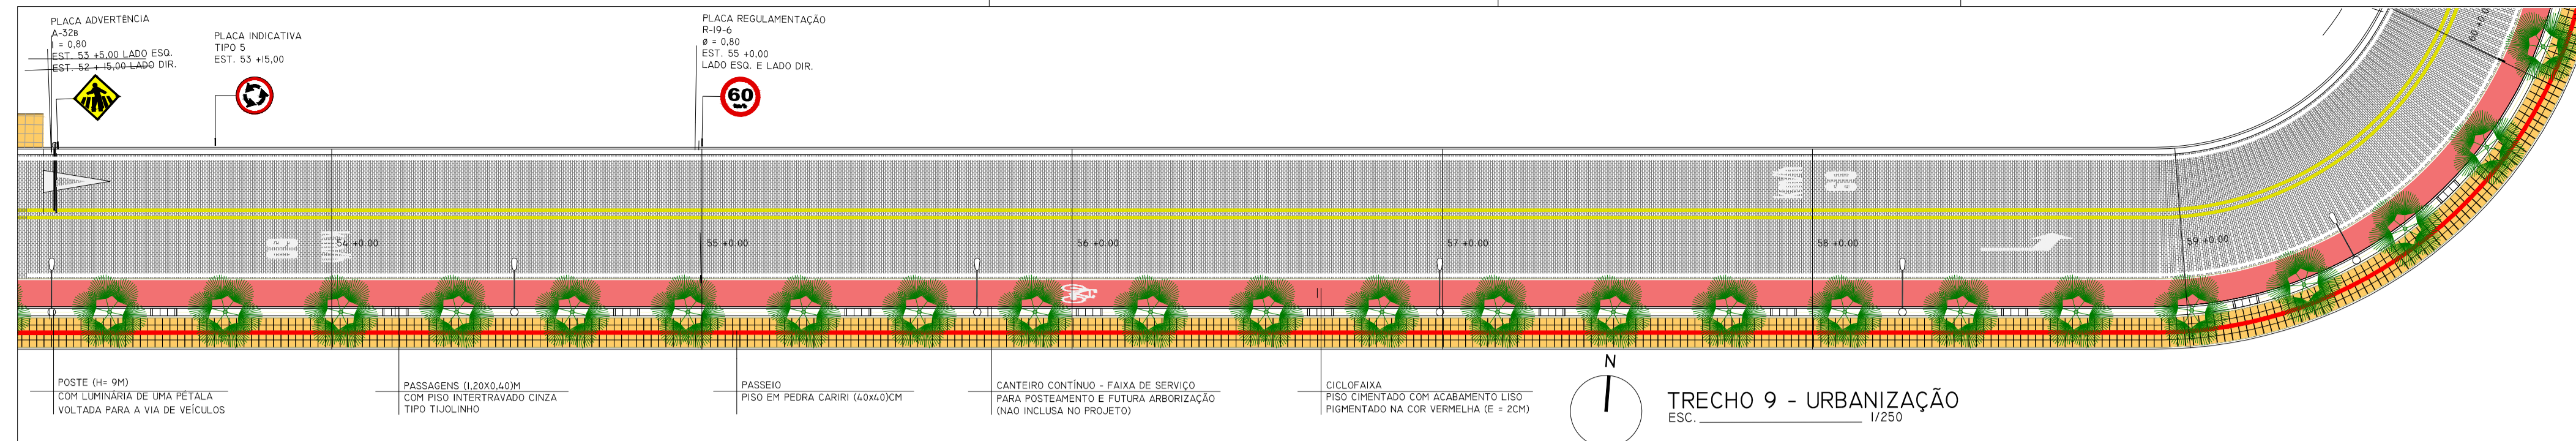 PLACA ADVERTÊNCIA
A-32B
l = 0,80
EST. 53 +5,00 LADO ESQ.
EST. 52 + 15,00 LADO DIR.
PLACA INDICATIVA
TIPO 5
EST. 53 +15,00
PLACA REGULAMENTAÇÃO
R-19-6
ø = 0,80
EST. 55 +0,00
LADO ESQ. E LADO DIR.
60
km/h
60 +0.00
54 +0.00
55 +0.00
56 +0.00
57 +0.00
58 +0.00
59 +0.00
POSTE (H= 9M)
COM LUMINÁRIA DE UMA PÉTALA
VOLTADA PARA A VIA DE VEÍCULOS
PASSAGENS (1,20X0,40)M
COM PISO INTERTRAVADO CINZA
TIPO TIJOLINHO
PASSEIO
PISO EM PEDRA CARIRI (40x40)CM
CANTEIRO CONTÍNUO - FAIXA DE SERVIÇO
PARA POSTEAMENTO E FUTURA ARBORIZAÇÃO
(NAO INCLUSA NO PROJETO)
CICLOFAIXA
PISO CIMENTADO COM ACABAMENTO LISO
PIGMENTADO NA COR VERMELHA (E = 2CM)
N
TRECHO 9 - URBANIZAÇÃO
ESC. 1/250